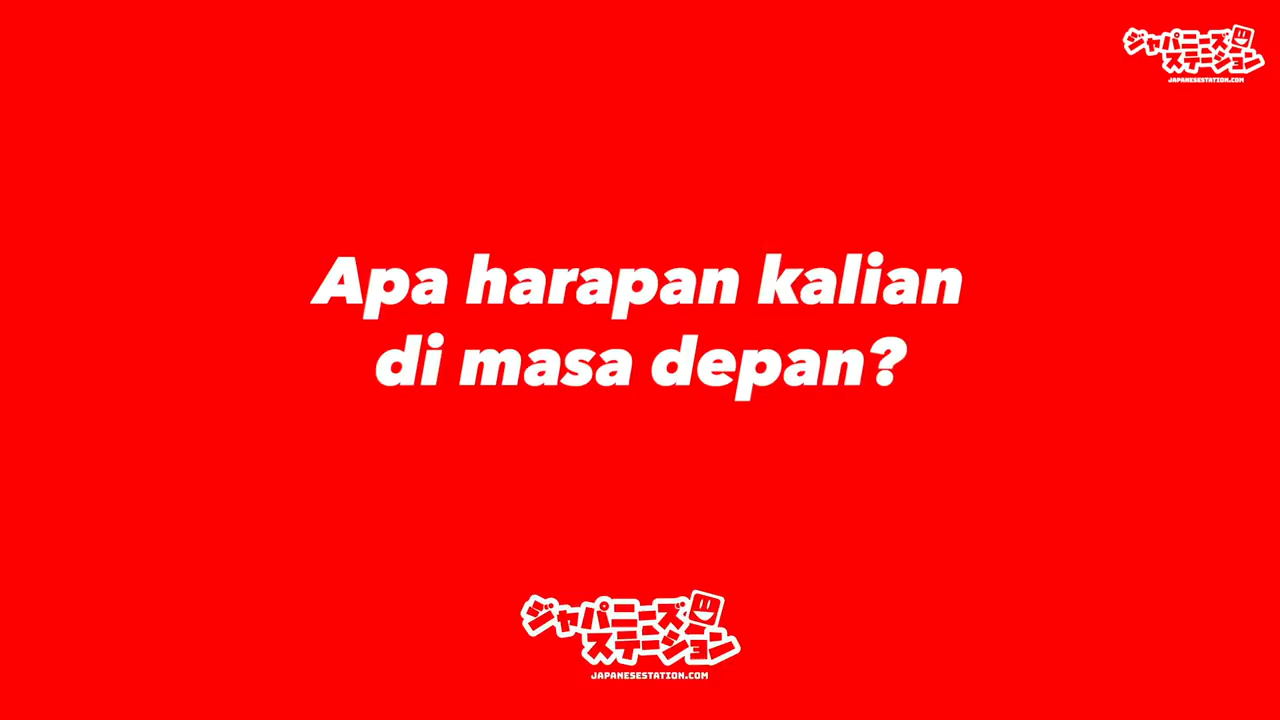 ジャパニーズ
ステーション
JAPANESESTATION.COM
Apa harapan kalian
di masa depan?
ジャパニーズ
ステーション
JAPANESESTATION.COM